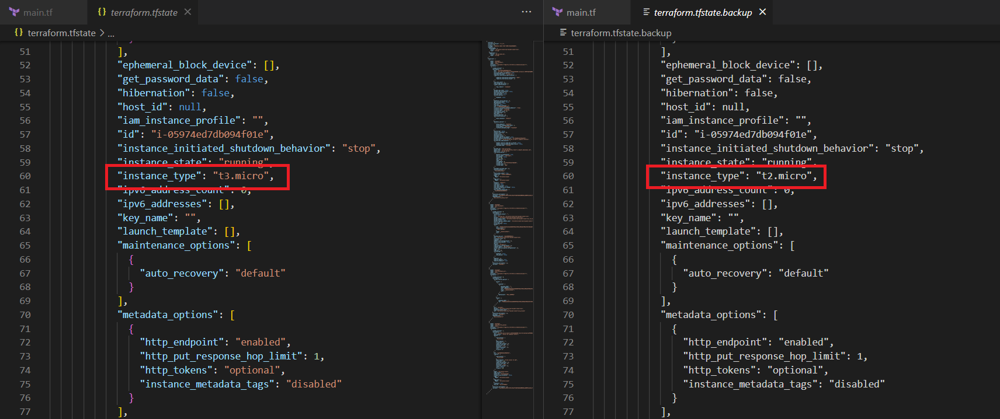 main.tf
{} terraform.tfstate ×
...
{} terraform.tfstate > ...
51 ],
52 "ephemeral_block_device": [],
53 "get_password_data": false,
54 "hibernation": false,
55 "host_id": null,
56 "iam_instance_profile": "",
57 "id": "i-05974ed7db094f01e",
58 "instance_initiated_shutdown_behavior": "stop",
59 "instance_state": "running",
60 "instance_type": "t3.micro",
61 "ipv6_address_count": 0,
62 "ipv6_addresses": [],
63 "key_name": "",
64 "launch_template": [],
65 "maintenance_options": [
66 {
67 "auto_recovery": "default"
68 }
69 ],
70 "metadata_options": [
71 {
72 "http_endpoint": "enabled",
73 "http_put_response_hop_limit": 1,
74 "http_tokens": "optional",
75 "instance_metadata_tags": "disabled"
76 }
77 ],
main.tf
terraform.tfstate.backup ×
terraform.tfstate.backup
51 ],
52 "ephemeral_block_device": [],
53 "get_password_data": false,
54 "hibernation": false,
55 "host_id": null,
56 "iam_instance_profile": "",
57 "id": "i-05974ed7db094f01e",
58 "instance_initiated_shutdown_behavior": "stop",
59 "instance_state": "running",
60 "instance_type": "t2.micro",
61 "ipv6_address_count": 0,
62 "ipv6_addresses": [],
63 "key_name": "",
64 "launch_template": [],
65 "maintenance_options": [
66 {
67 "auto_recovery": "default"
68 }
69 ],
70 "metadata_options": [
71 {
72 "http_endpoint": "enabled",
73 "http_put_response_hop_limit": 1,
74 "http_tokens": "optional",
75 "instance_metadata_tags": "disabled"
76 }
77 ],